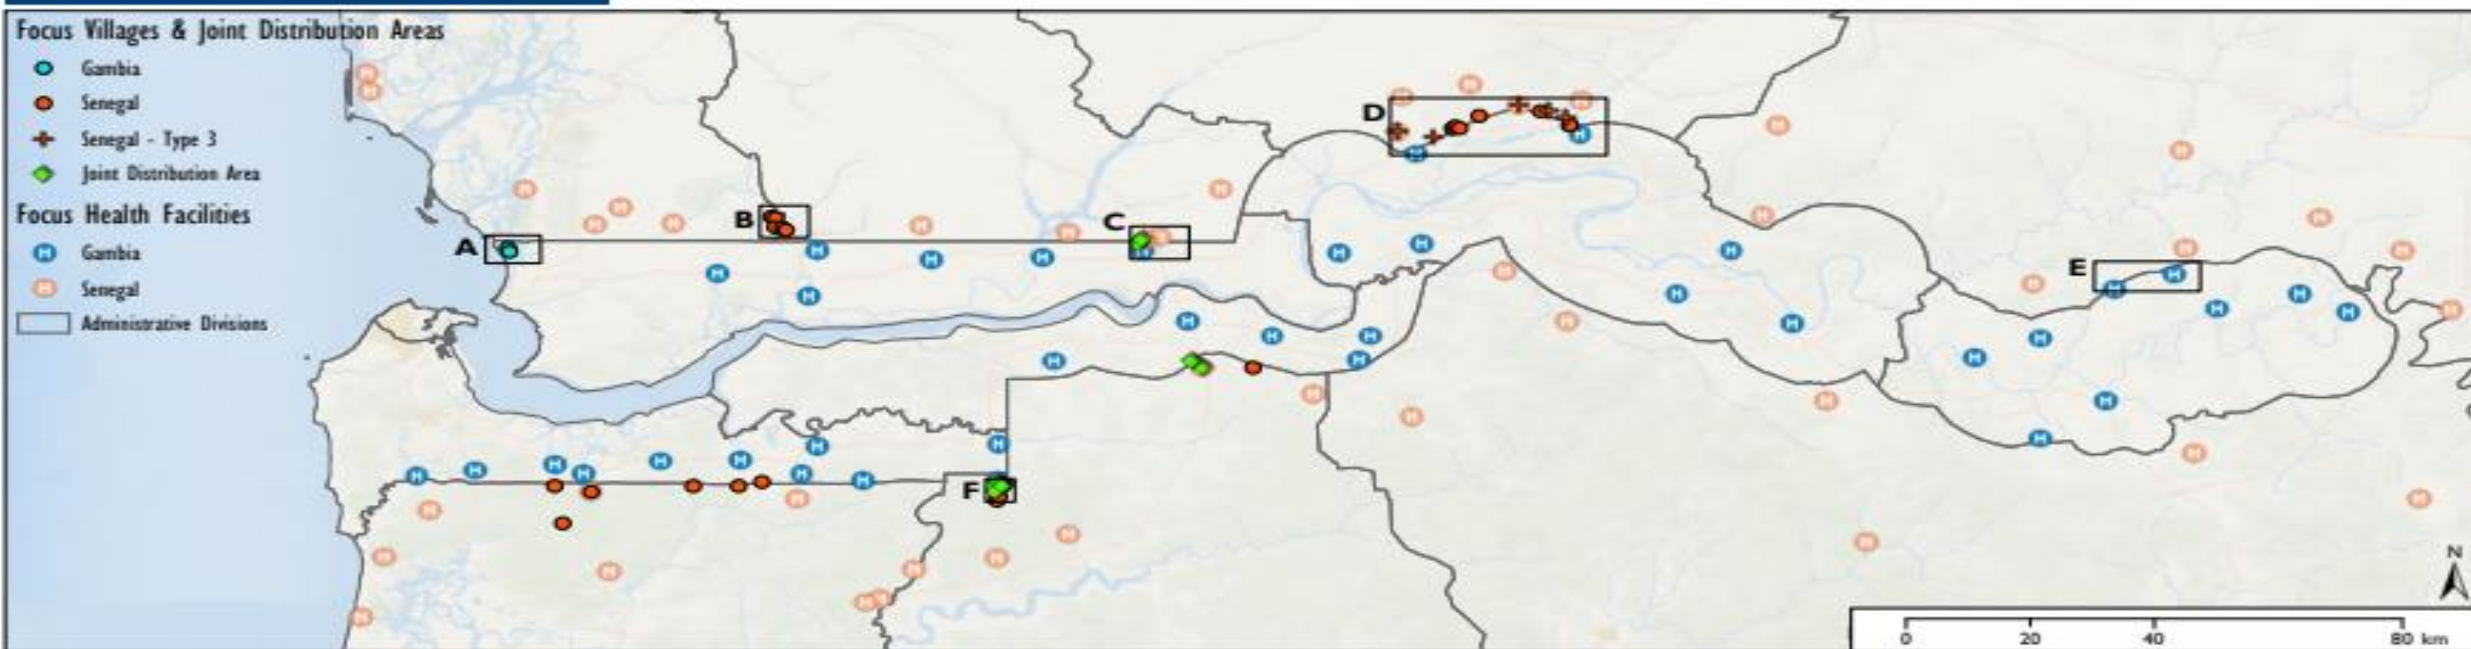 Focus Villages & Joint Distribution Areas
Gambia
Senegal
Senegal - Type 3
Joint Distribution Area
Focus Health Facilities
H Gambia
H Senegal
Administrative Divisions
A
B
C
D
E
F
N
0 20 40 80 km